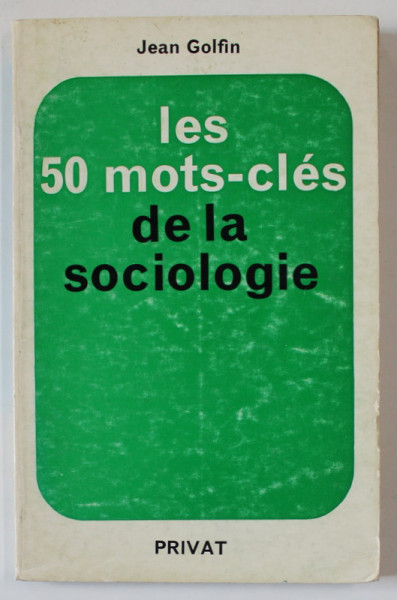 Jean Golfin
les
50 mots-clés
de la
sociologie
PRIVAT